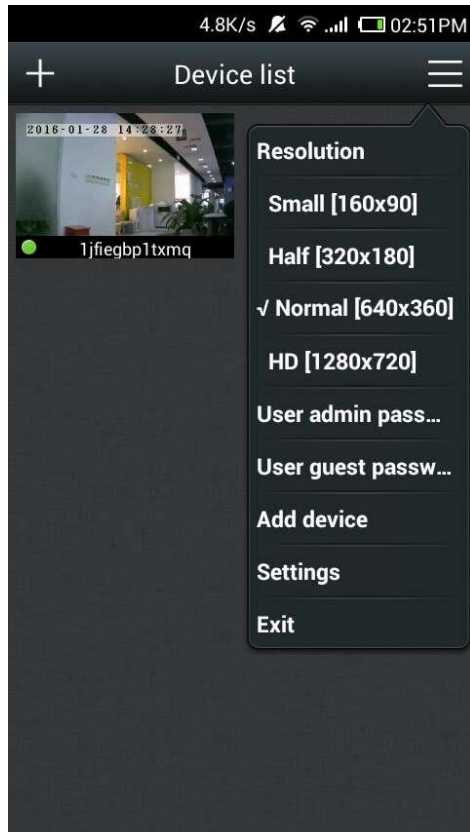 4.8K/s 02:51PM
Device list
2016-01-28 14:28:27
1jfiegbp1txmq
Resolution
Small [160x90]
Half [320x180]
√ Normal [640x360]
HD [1280x720]
User admin pass...
User guest passw...
Add device
Settings
Exit